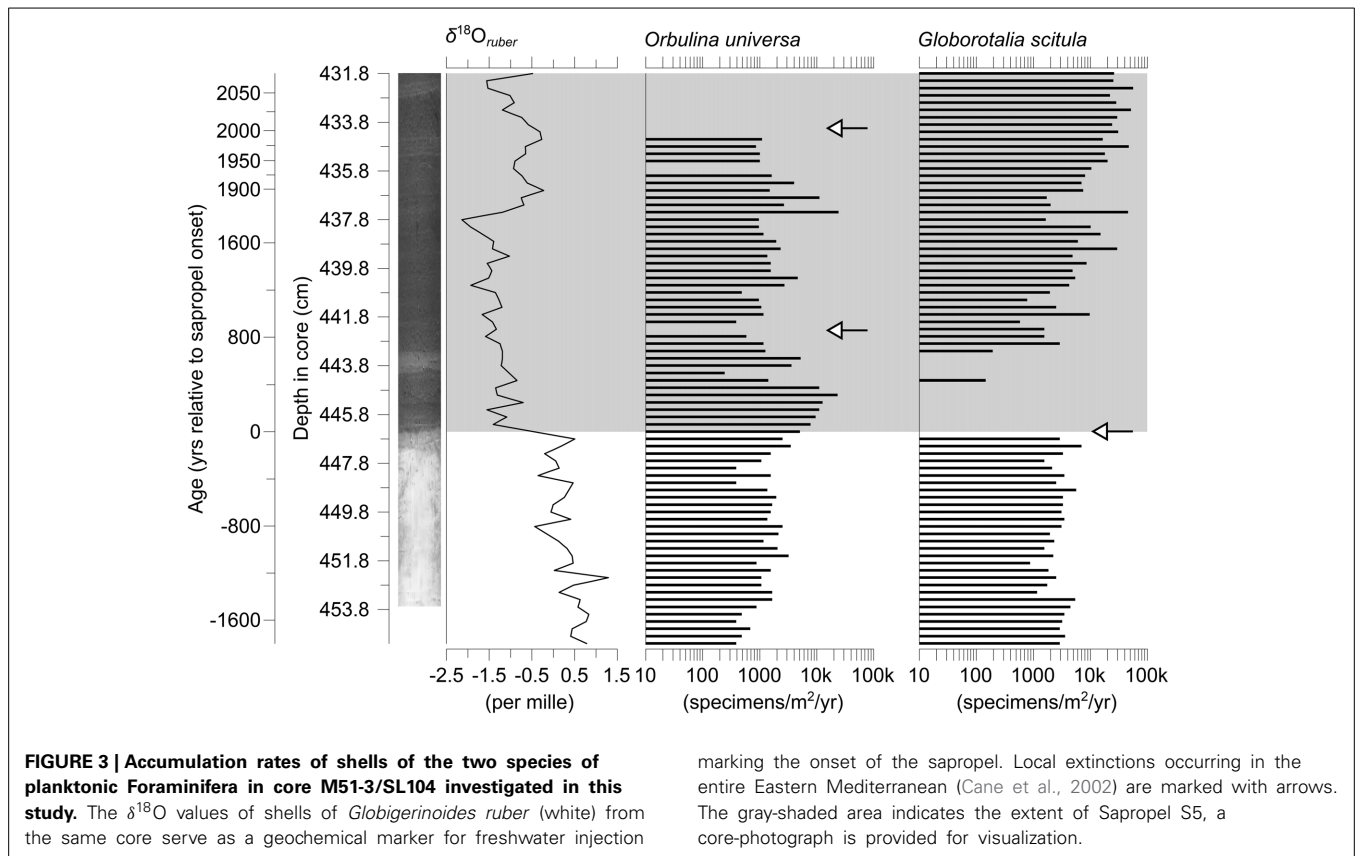 δ18Oruber
Orbulina universa
Globorotalia scitula
Age (yrs relative to sapropel onset)
2050
2000
1950
1900
1600
800
0
-800
-1600
Depth in core (cm)
431.8
433.8
435.8
437.8
439.8
441.8
443.8
445.8
447.8
449.8
451.8
453.8
-2.5 -1.5 -0.5 0.5 1.5
(per mille)
10 100 1000 10k 100k
(specimens/m2/yr)
10 100 1000 10k 100k
(specimens/m2/yr)
FIGURE 3 | Accumulation rates of shells of the two species of
planktonic Foraminifera in core M51-3/SL104 investigated in this
study. The δ18O values of shells of Globigerinoides ruber (white) from
the same core serve as a geochemical marker for freshwater injection
marking the onset of the sapropel. Local extinctions occurring in the
entire Eastern Mediterranean (Cane et al., 2002) are marked with arrows.
The gray-shaded area indicates the extent of Sapropel S5, a
core-photograph is provided for visualization.